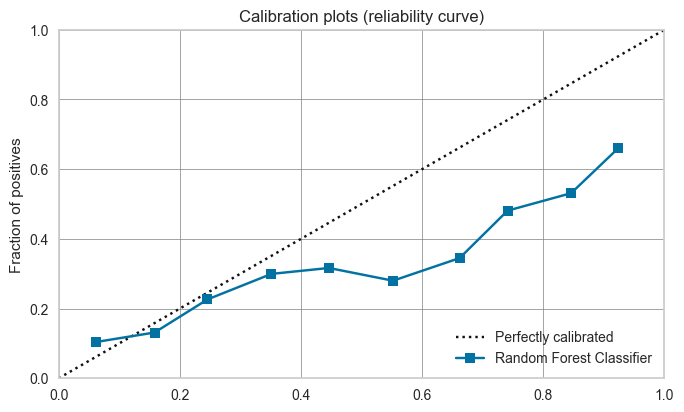 Calibration plots (reliability curve)
Fraction of positives
1.0
0.8
0.6
0.4
0.2
0.0
0.0 0.2 0.4 0.6 0.8 1.0
Perfectly calibrated
Random Forest Classifier